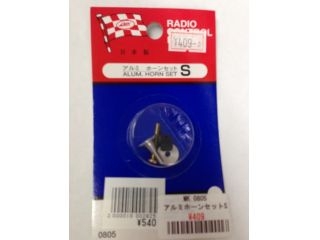 RADIO
CONTROL
¥409-
日本製
アルミ ホーンセット S
ALUM. HORN SET
¥540
0805
MK 0805
アルミホーンセットS
¥409